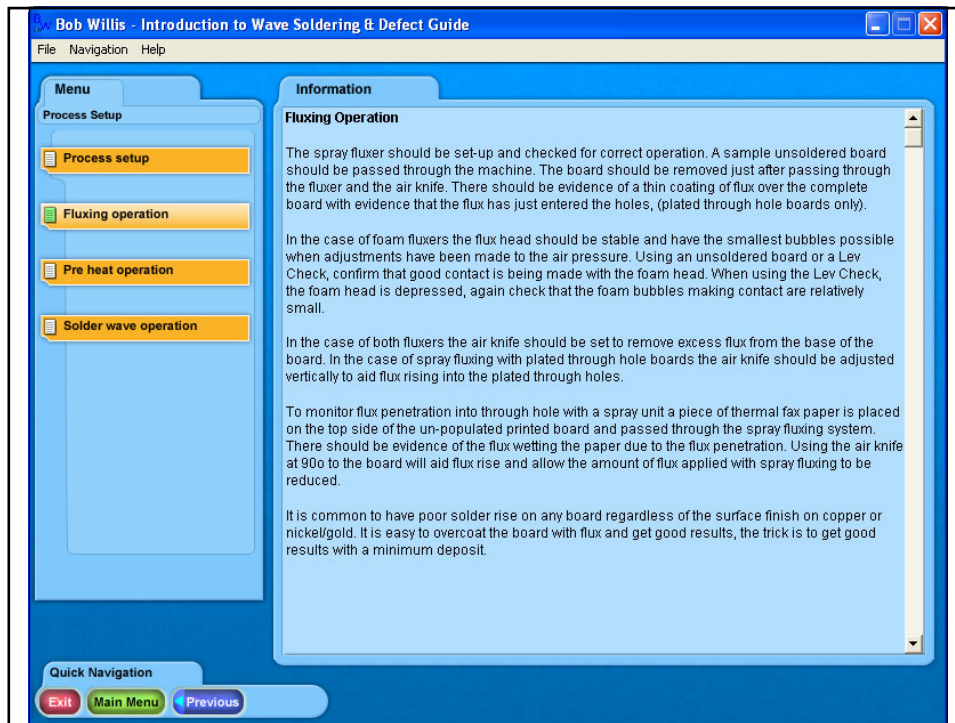 Bob Willis - Introduction to Wave Soldering & Defect Guide
File Navigation Help
Menu
Process Setup
Process setup
Fluxing operation
Pre heat operation
Solder wave operation
Information
Fluxing Operation
The spray fluxer should be set-up and checked for correct operation. A sample unsoldered board
should be passed through the machine. The board should be removed just after passing through
the fluxer and the air knife. There should be evidence of a thin coating of flux over the complete
board with evidence that the flux has just entered the holes, (plated through hole boards only).
In the case of foam fluxers the flux head should be stable and have the smallest bubbles possible
when adjustments have been made to the air pressure. Using an unsoldered board or a Lev
Check, confirm that good contact is being made with the foam head. When using the Lev Check,
the foam head is depressed, again check that the foam bubbles making contact are relatively
small.
In the case of both fluxers the air knife should be set to remove excess flux from the base of the
board. In the case of spray fluxing with plated through hole boards the air knife should be adjusted
vertically to aid flux rising into the plated through holes.
To monitor flux penetration into through hole with a spray unit a piece of thermal fax paper is placed
on the top side of the un-populated printed board and passed through the spray fluxing system.
There should be evidence of the flux wetting the paper due to the flux penetration. Using the air knife
at 90o to the board will aid flux rise and allow the amount of flux applied with spray fluxing to be
reduced.
It is common to have poor solder rise on any board regardless of the surface finish on copper or
nickel/gold. It is easy to overcoat the board with flux and get good results, the trick is to get good
results with a minimum deposit.
Quick Navigation
Exit Main Menu Previous